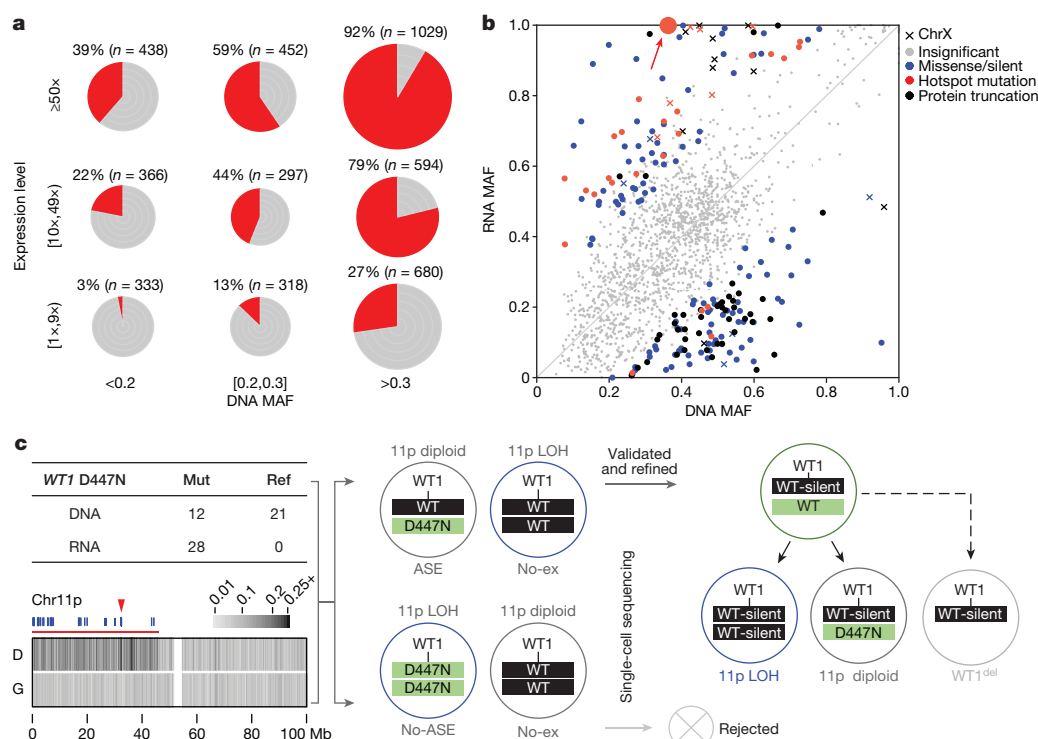 a
39% (n = 438)
59% (n = 452)
92% (n = 1029)
≥50×
22% (n = 366)
44% (n = 297)
79% (n = 594)
[10×,49×)
3% (n = 333)
13% (n = 318)
27% (n = 680)
[1×,9×)
Expression level
<0.2
[0.2,0.3]
>0.3
DNA MAF
b
1.0
0.8
0.6
0.4
0.2
0
RNA MAF
0
0.2
0.4
0.6
0.8
1.0
DNA MAF
ChrX
Insignificant
Missense/silent
Hotspot mutation
Protein truncation
c
WT1 D447N Mut Ref
DNA 12 21
RNA 28 0
Chr11p
0.01
0.1
0.2
0.25+
D
G
0 20 40 60 80 100 Mb
11p diploid
WT1
WT
D447N
ASE
11p LOH
WT1
WT
WT
No-ex
11p LOH
WT1
D447N
D447N
No-ASE
11p diploid
WT1
WT
WT
No-ex
Validated
and refined
Single-cell sequencing
Rejected
WT1
WT-silent
WT
WT1
WT-silent
WT-silent
11p LOH
WT1
WT-silent
D447N
11p diploid
WT1
WT-silent
WT1del